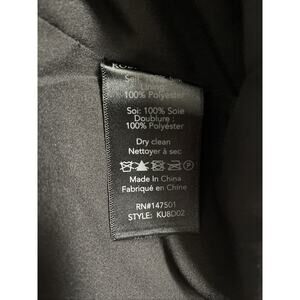 100% Polyester
Soi: 100% Soie
Doublure :
100% Polyéster
Dry clean
Nettoyer à sec
Made In China
Fabriqué en Chine
RN#147501
STYLE: KU8D02